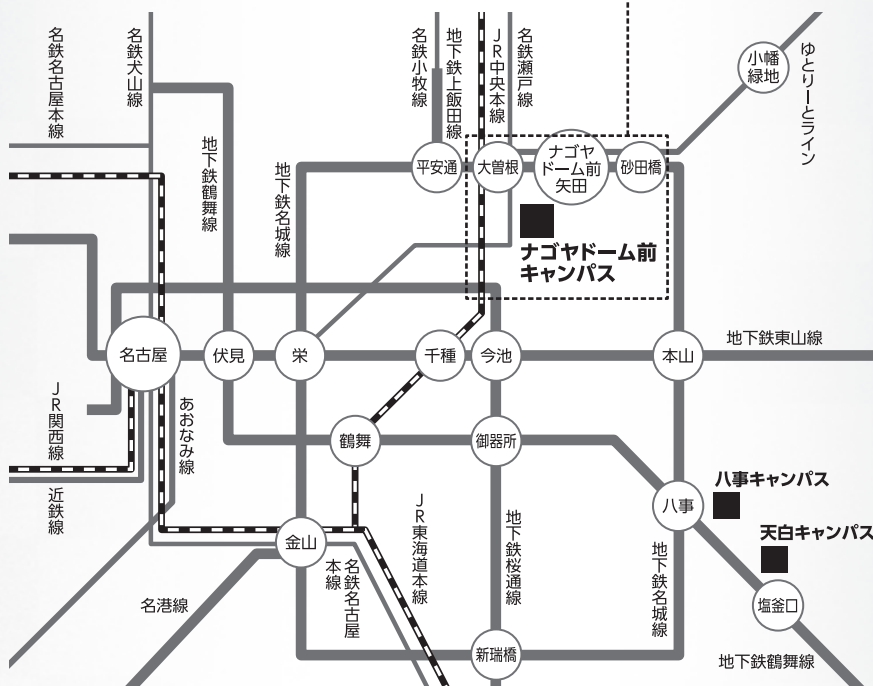 名鉄名古屋本線
名鉄犬山線
地下鉄鶴舞線
地下鉄名城線
名鉄小牧線
地下鉄上飯田線
JR中央本線
名鉄瀬戸線
小幡
緑地
ゆとりーとライン
平安通
大曽根
ナゴヤ
ドーム前
矢田
砂田橋
ナゴヤドーム前
キャンパス
名古屋
伏見
栄
千種
今池
本山
地下鉄東山線
JR関西線
近鉄線
あおなみ線
鶴舞
御器所
八事キャンパス
八事
天白キャンパス
金山
名鉄名古屋
本線
JR東海道本線
地下鉄桜通線
地下鉄名城線
塩釜口
名港線
新瑞橋
地下鉄鶴舞線